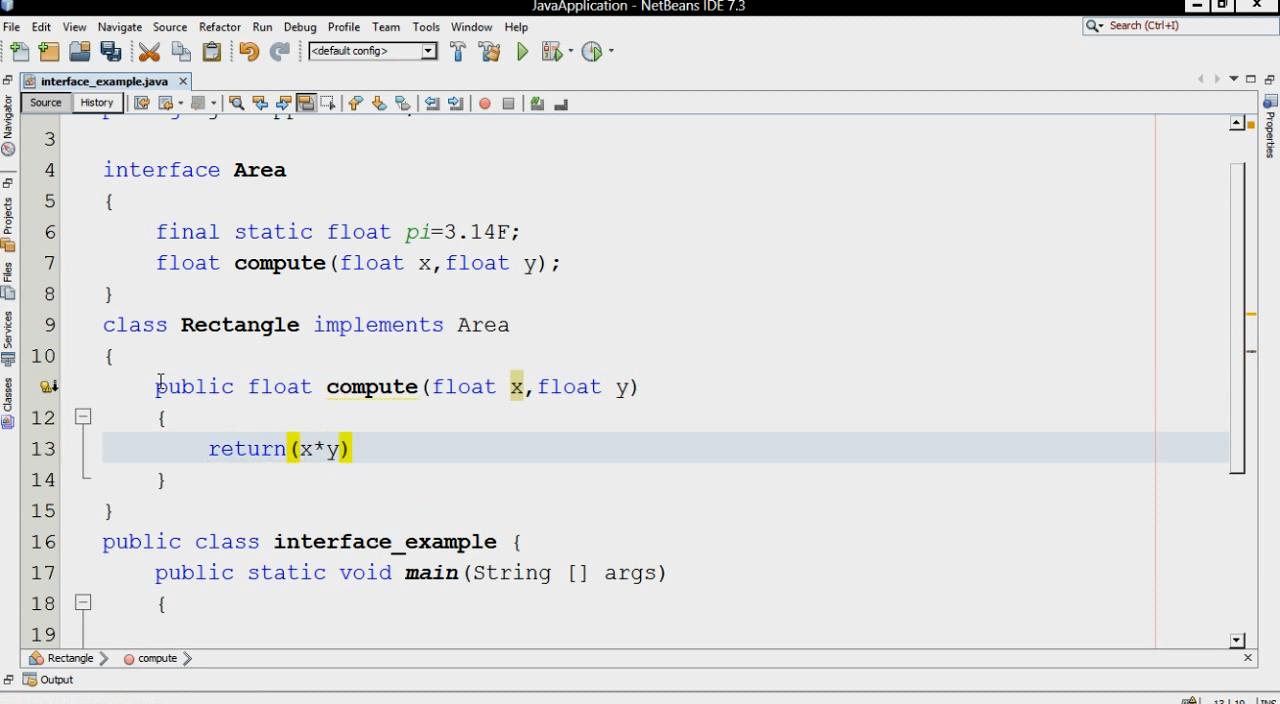 JavaApplication - NetBeans IDE 7.3
File Edit View Navigate Source Refactor Run Debug Profile Team Tools Window Help
Search (Ctrl+I)
<default config>
interface_example.java
Source History
Navigator
Projects
Files
Services
Classes
Properties
3
4 interface Area
5 {
6 final static float pi=3.14F;
7 float compute(float x,float y);
8 }
9 class Rectangle implements Area
10 {
public float compute(float x,float y)
12 {
13 return(x*y)
14 }
15 }
16 public class interface_example {
17 public static void main(String [] args)
18 {
19
Rectangle compute
Output